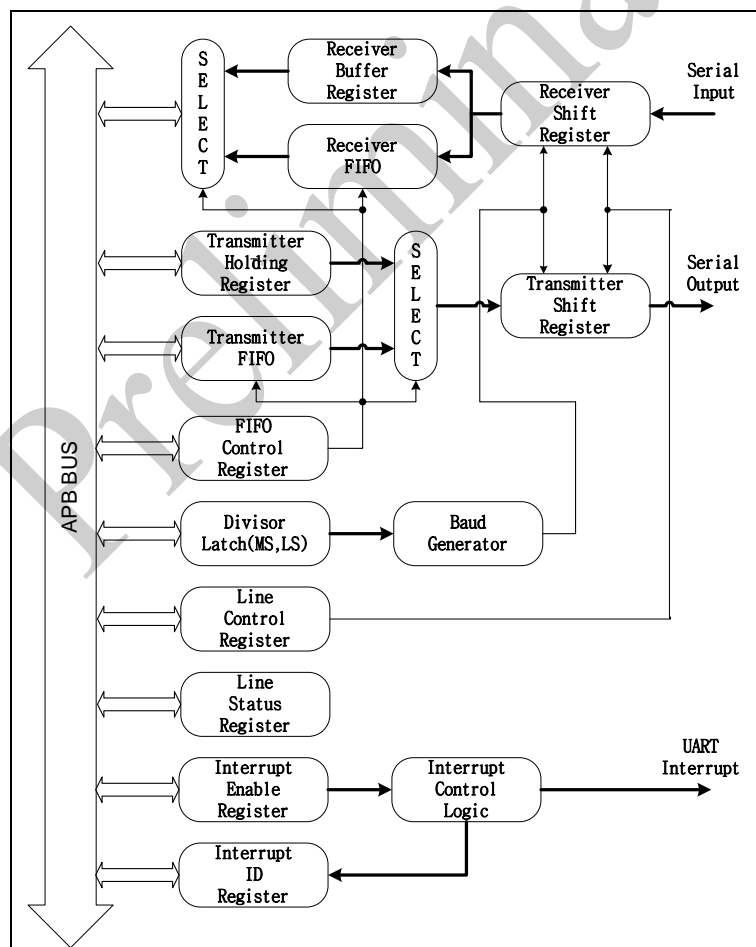 S
E
L
E
C
T
Receiver
Buffer
Register
Receiver
FIFO
Receiver
Shift
Register
Serial
Input
Transmitter
Holding
Register
Transmitter
FIFO
S
E
L
E
C
T
Transmitter
Shift
Register
Serial
Output
FIFO
Control
Register
Divisor
Latch(MS,LS)
Baud
Generator
Line
Control
Register
Line
Status
Register
Interrupt
Enable
Register
Interrupt
Control
Logic
UART
Interrupt
Interrupt
ID
Register
APB BUS
Prelimina